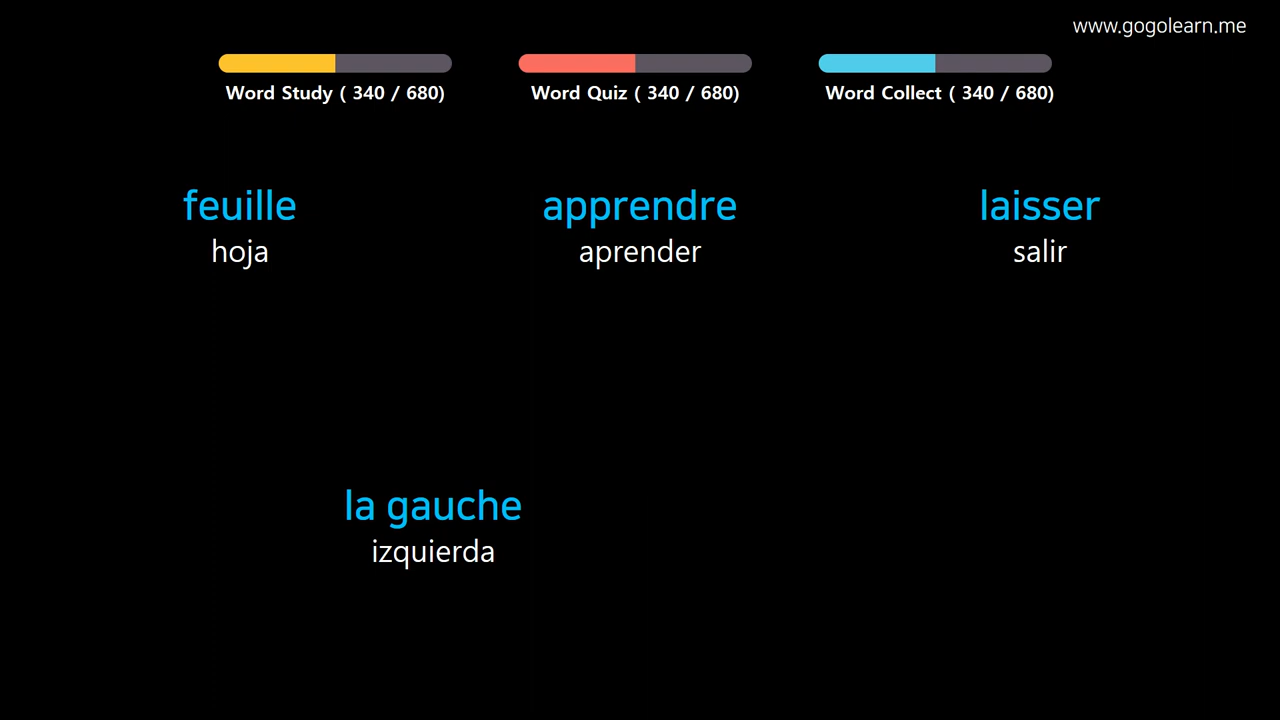 www.gogolearn.me
Word Study ( 340 / 680)
Word Quiz ( 340 / 680)
Word Collect ( 340 / 680)
feuille
hoja
apprendre
aprender
laisser
salir
la gauche
izquierda